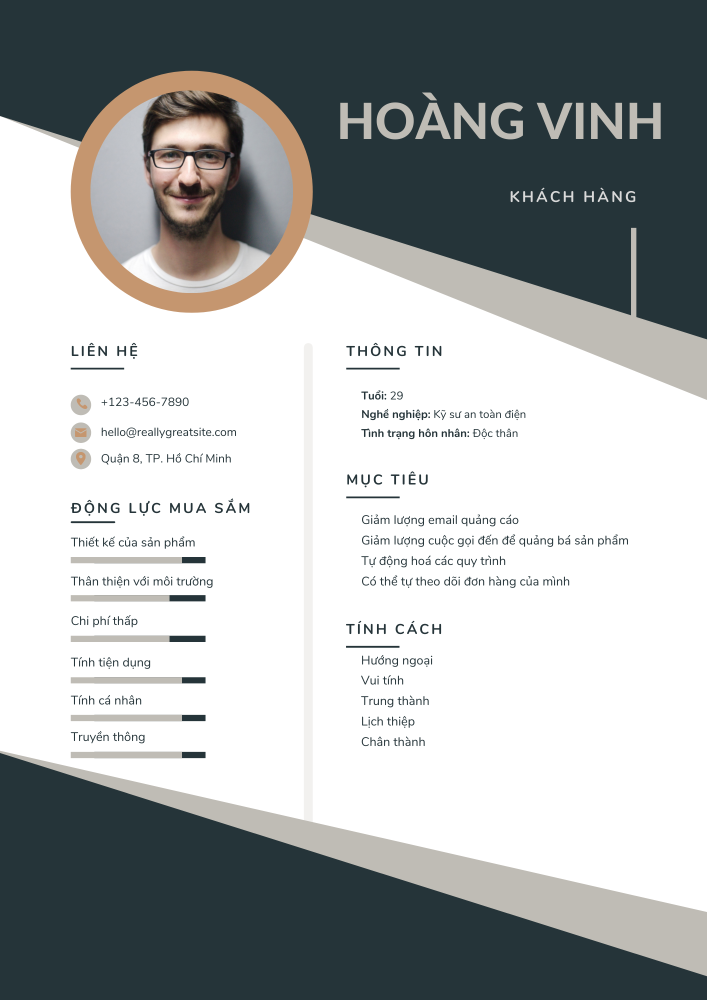 HOÀNG VINH
KHÁCH HÀNG
LIÊN HỆ
+123-456-7890
hello@reallygreatsite.com
Quận 8, TP. Hồ Chí Minh
ĐỘNG LỰC MUA SẮM
Thiết kế của sản phẩm
Thân thiện với môi trường
Chi phí thấp
Tính tiện dụng
Tính cá nhân
Truyền thông
THÔNG TIN
Tuổi: 29
Nghề nghiệp: Kỹ sư an toàn điện
Tình trạng hôn nhân: Độc thân
MỤC TIÊU
Giảm lượng email quảng cáo
Giảm lượng cuộc gọi đến để quảng bá sản phẩm
Tự động hoá các quy trình
Có thể tự theo dõi đơn hàng của mình
TÍNH CÁCH
Hướng ngoại
Vui tính
Trung thành
Lịch thiệp
Chân thành